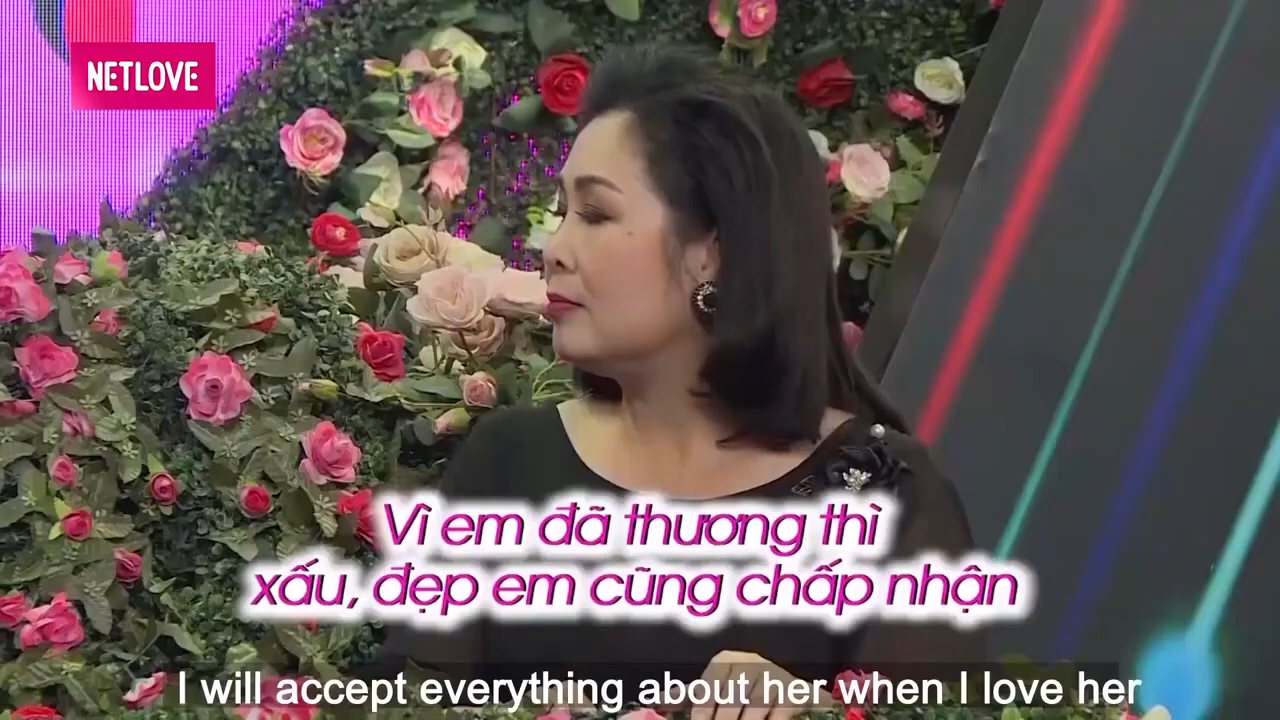 NETLOVE
Vì em đã thương thì
xấu, đẹp em cũng chấp nhận
I will accept everything about her when I love her